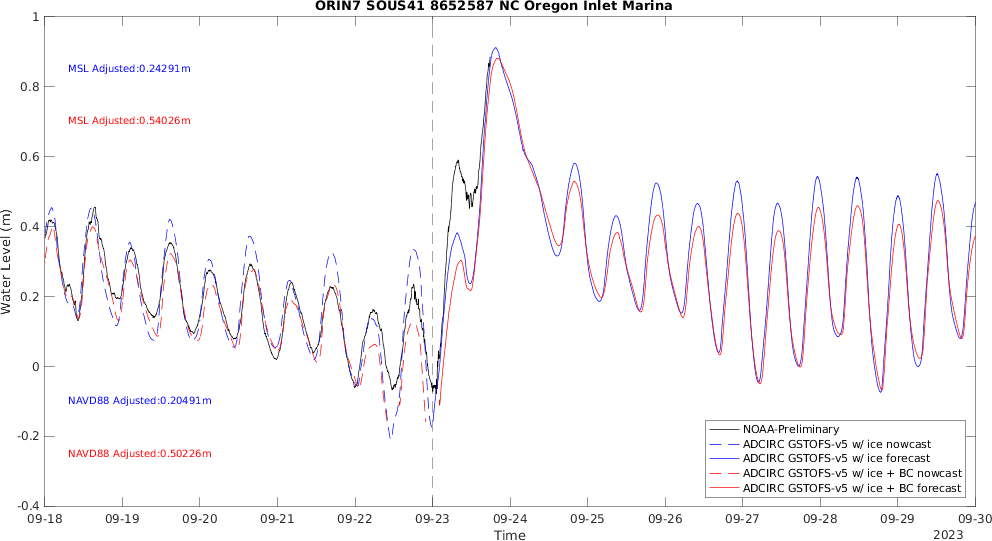 ORIN7 SOUS41 8652587 NC Oregon Inlet Marina
1
0.8
0.6
0.4
0.2
0
-0.2
-0.4
Water Level (m)
MSL Adjusted:0.24291m
MSL Adjusted:0.54026m
NAVD88 Adjusted:0.20491m
NAVD88 Adjusted:0.50226m
NOAA-Preliminary
ADCIRC GSTOFS-v5 w/ ice nowcast
ADCIRC GSTOFS-v5 w/ ice forecast
ADCIRC GSTOFS-v5 w/ ice + BC nowcast
ADCIRC GSTOFS-v5 w/ ice + BC forecast
09-18 09-19 09-20 09-21 09-22 09-23 09-24 09-25 09-26 09-27 09-28 09-29 09-30
Time
2023